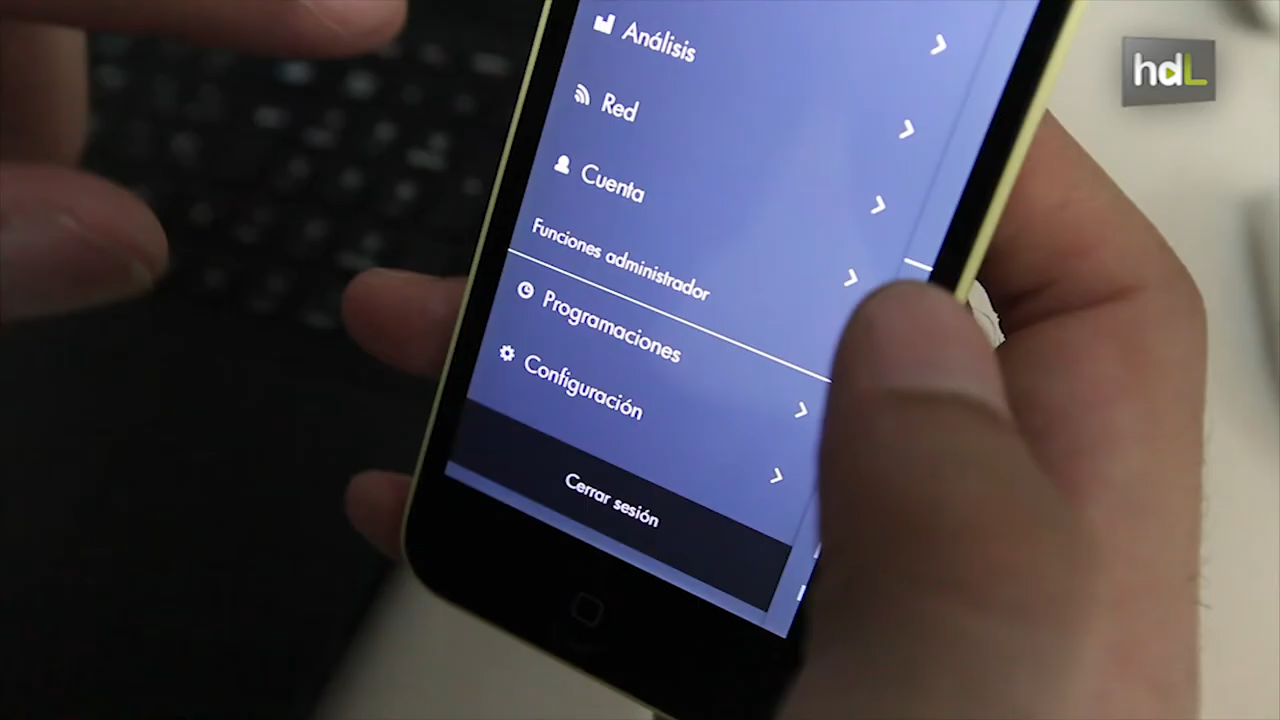 Análisis
hdL
Red
Cuenta
Funciones administrador
Programaciones
Configuración
Cerrar sesión